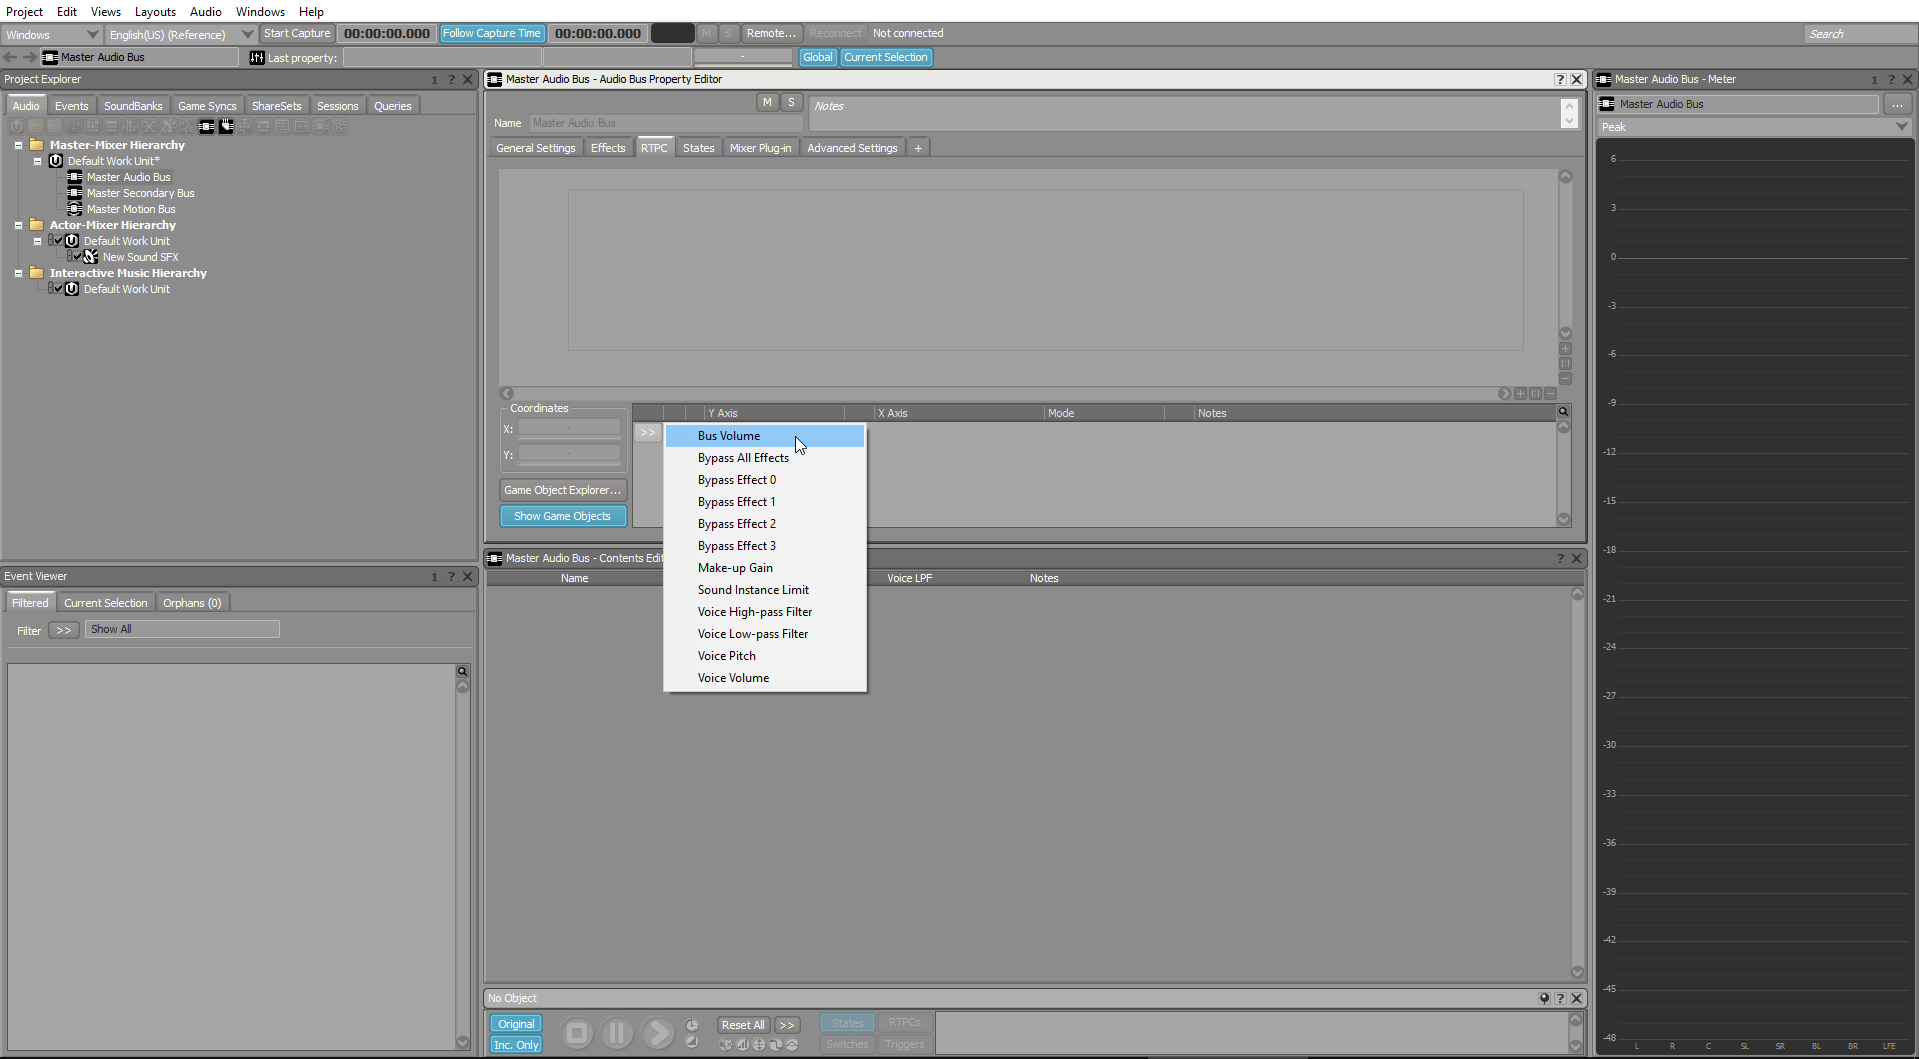 Project Edit Views Layouts Audio Windows Help
Windows English(US) (Reference) Start Capture 00:00:00.000 Follow Capture Time 00:00:00.000 M S Remote... Reconnect Not connected Search
Master Audio Bus Last property: - Global Current Selection
Project Explorer 1 ?
Audio Events SoundBanks Game Syncs ShareSets Sessions Queries
Master-Mixer Hierarchy
Default Work Unit*
Master Audio Bus
Master Secondary Bus
Master Motion Bus
Actor-Mixer Hierarchy
Default Work Unit
New Sound SFX
Interactive Music Hierarchy
Default Work Unit
Event Viewer 1 ?
Filtered Current Selection Orphans (0)
Filter >> Show All
Master Audio Bus - Audio Bus Property Editor ?
M S Notes
Name Master Audio Bus
General Settings Effects RTPC States Mixer Plug-in Advanced Settings +
Coordinates
X: -
Y: -
Game Object Explorer...
Show Game Objects
Y Axis X Axis Mode Notes
>>
Bus Volume
Bypass All Effects
Bypass Effect 0
Bypass Effect 1
Bypass Effect 2
Bypass Effect 3
Make-up Gain
Sound Instance Limit
Voice High-pass Filter
Voice Low-pass Filter
Voice Pitch
Voice Volume
Master Audio Bus - Contents Edit ?
Name Voice LPF Notes
No Object ?
Original
Inc. Only
Reset All >>
States RTPCs
Switches Triggers
Master Audio Bus - Meter 1 ?
Master Audio Bus ...
Peak
6
3
0
-3
-6
-9
-12
-15
-18
-21
-24
-27
-30
-33
-36
-39
-42
-45
-48
L R C SL SR BL BR LFE